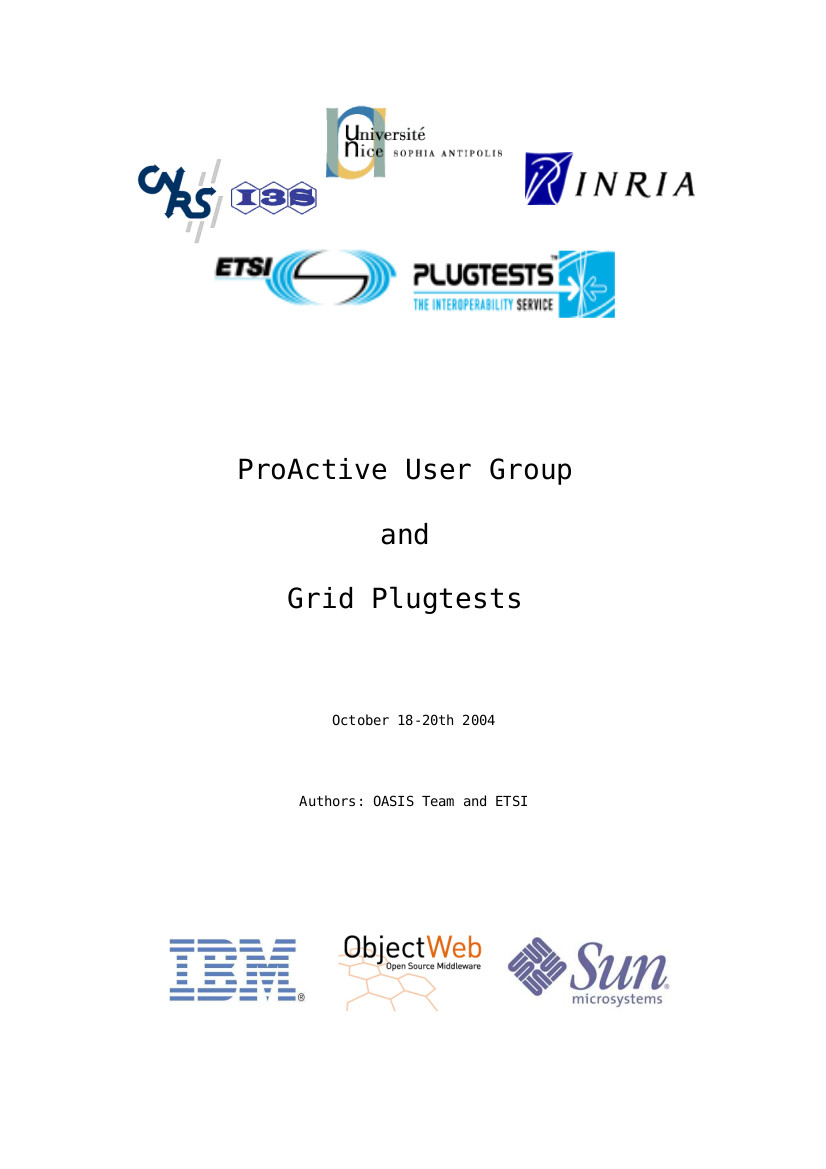 Université
Nice SOPHIA ANTIPOLIS
CNRS
I3S
INRIA
ETSI
PLUGTESTS™
THE INTEROPERABILITY SERVICE
ProActive User Group
and
Grid Plugtests
October 18-20th 2004
Authors: OASIS Team and ETSI
IBM®
ObjectWeb
Open Source Middleware
Sun
microsystems